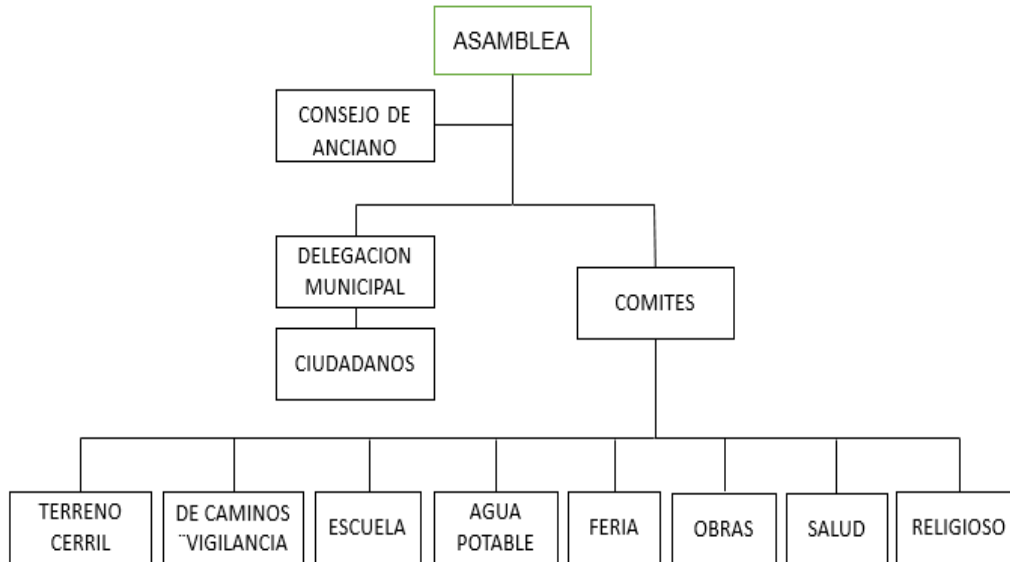 ASAMBLEA
CONSEJO DE
ANCIANO
DELEGACION
MUNICIPAL
COMITES
CIUDADANOS
TERRENO
CERRIL
DE CAMINOS
¨VIGILANCIA
ESCUELA
AGUA
POTABLE
FERIA
OBRAS
SALUD
RELIGIOSO